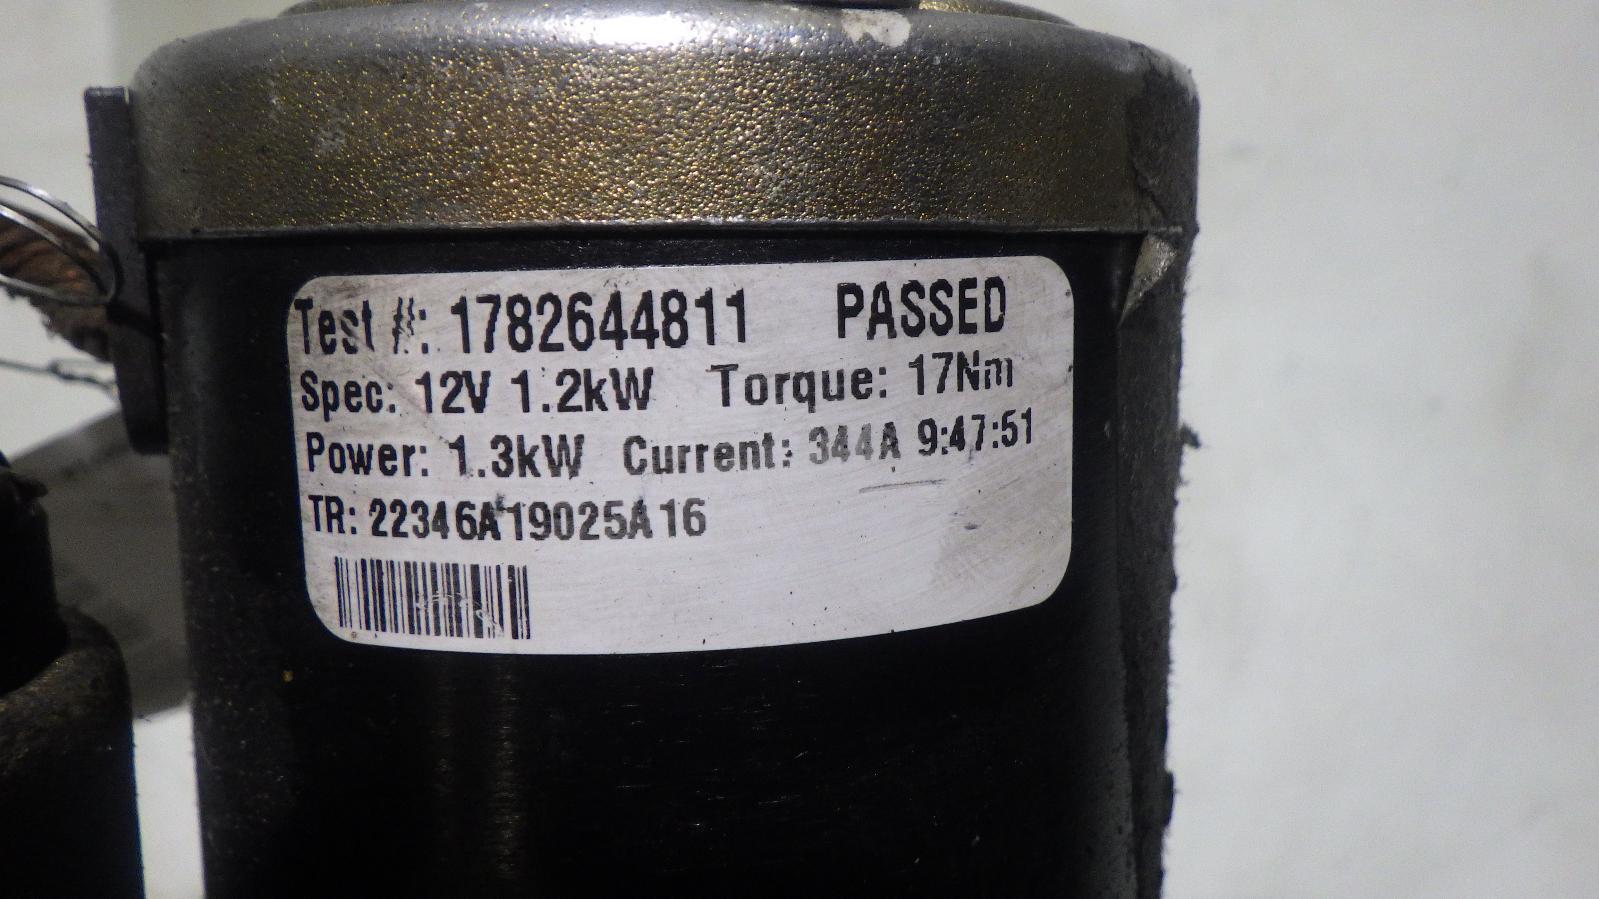 Test #: 1782644811 PASSED
Spec: 12V 1.2kW Torque: 17Nm
Power: 1.3kW Current: 344A 9:47:51
TR: 22346A19025A16